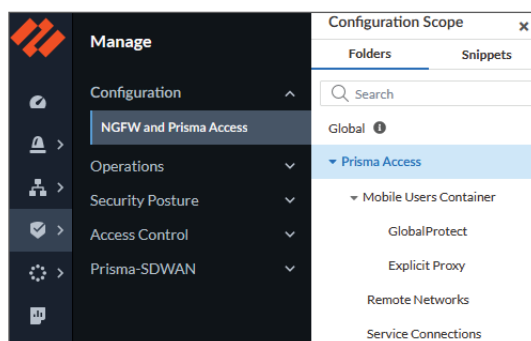 Manage
Configuration
NGFW and Prisma Access
Operations
Security Posture
Access Control
Prisma-SDWAN
Configuration Scope
Folders Snippets
Search
Global
Prisma Access
Mobile Users Container
GlobalProtect
Explicit Proxy
Remote Networks
Service Connections